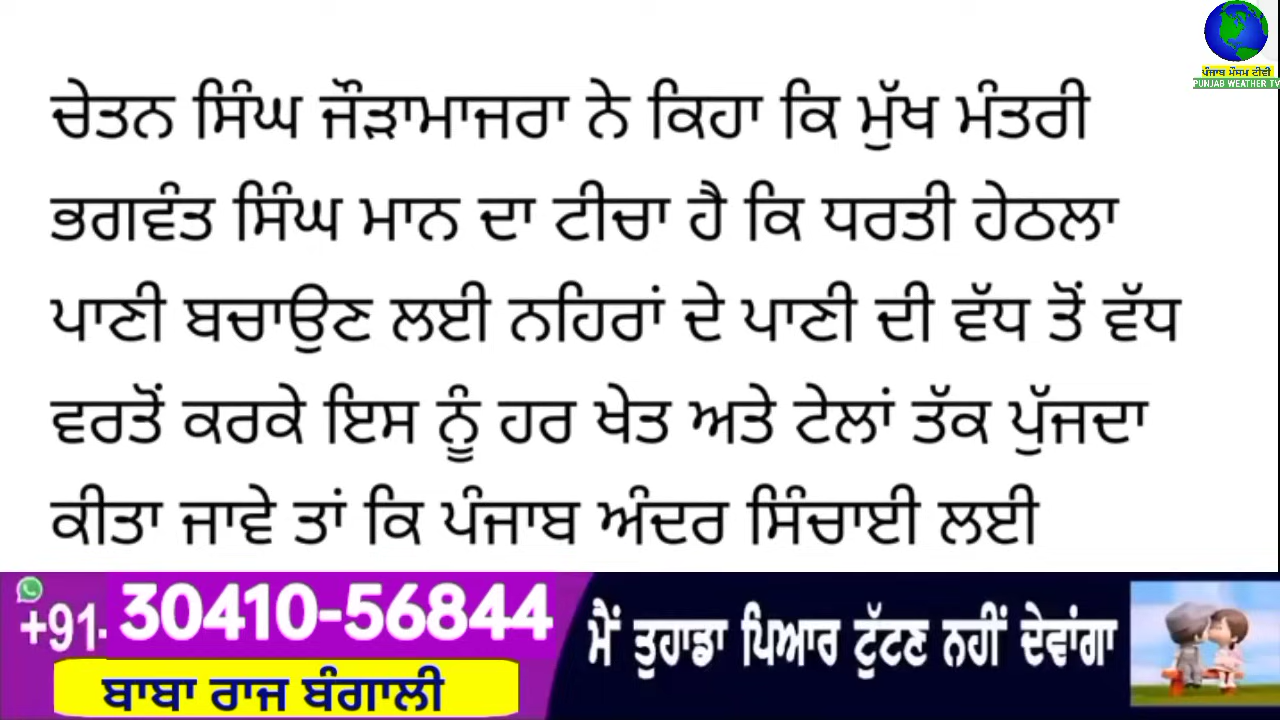 ਪੰਜਾਬ ਮੌਸਮ ਟੀਵੀ
PUNJAB WEATHER TV
ਚੇਤਨ ਸਿੰਘ ਜੌੜਾਮਾਜਰਾ ਨੇ ਕਿਹਾ ਕਿ ਮੁੱਖ ਮੰਤਰੀ
ਭਗਵੰਤ ਸਿੰਘ ਮਾਨ ਦਾ ਟੀਚਾ ਹੈ ਕਿ ਧਰਤੀ ਹੇਠਲਾ
ਪਾਣੀ ਬਚਾਉਣ ਲਈ ਨਹਿਰਾਂ ਦੇ ਪਾਣੀ ਦੀ ਵੱਧ ਤੋਂ ਵੱਧ
ਵਰਤੋਂ ਕਰਕੇ ਇਸ ਨੂੰ ਹਰ ਖੇਤ ਅਤੇ ਟੇਲਾਂ ਤੱਕ ਪੁੱਜਦਾ
ਕੀਤਾ ਜਾਵੇ ਤਾਂ ਕਿ ਪੰਜਾਬ ਅੰਦਰ ਸਿੰਚਾਈ ਲਈ
+91- 30410-56844
ਬਾਬਾ ਰਾਜ ਬੰਗਾਲੀ
ਮੈਂ ਤੁਹਾਡਾ ਪਿਆਰ ਟੁੱਟਣ ਨਹੀਂ ਦੇਵਾਂਗਾ